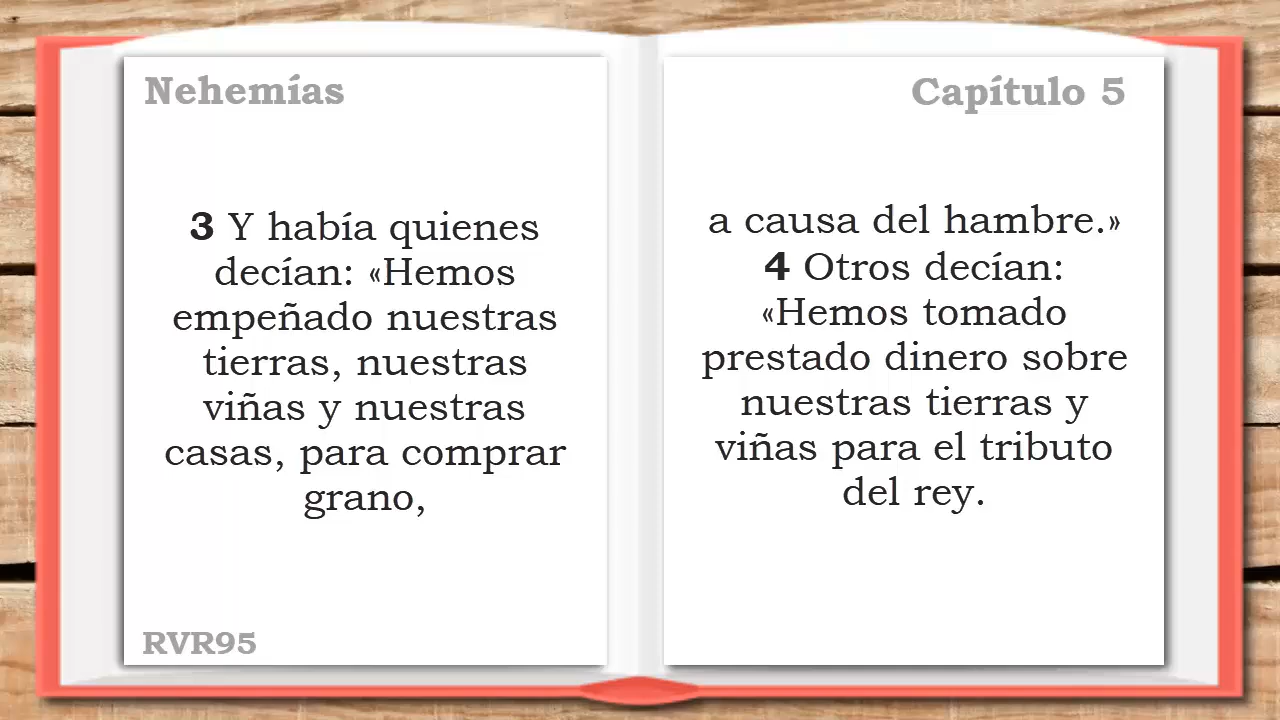 Nehemías
3 Y había quienes
decían: «Hemos
empeñado nuestras
tierras, nuestras
viñas y nuestras
casas, para comprar
grano,
RVR95
Capítulo 5
a causa del hambre.»
4 Otros decían:
«Hemos tomado
prestado dinero sobre
nuestras tierras y
viñas para el tributo
del rey.